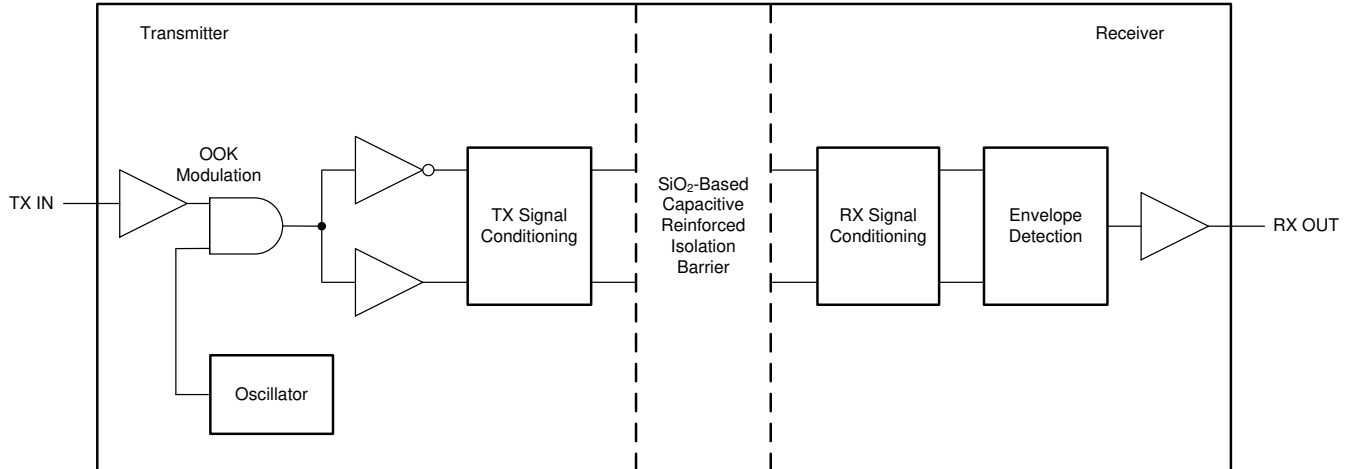 Transmitter
Receiver
OOK
Modulation
TX IN
TX Signal
Conditioning
SiO₂-Based
Capacitive
Reinforced
Isolation
Barrier
RX Signal
Conditioning
Envelope
Detection
RX OUT
Oscillator